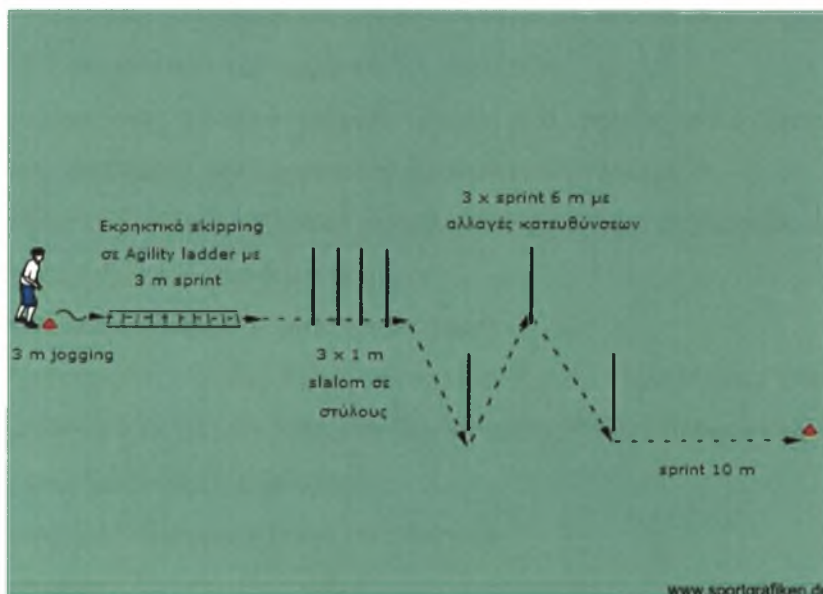 3 x sprint 6 m με
αλλαγές κατευθύνσεων
Εκρηκτικό skipping
σε Agility ladder με
3 m sprint
3 m jogging
3 x 1 m
slalom σε
στύλους
sprint 10 m
www.sportgrafiken.de